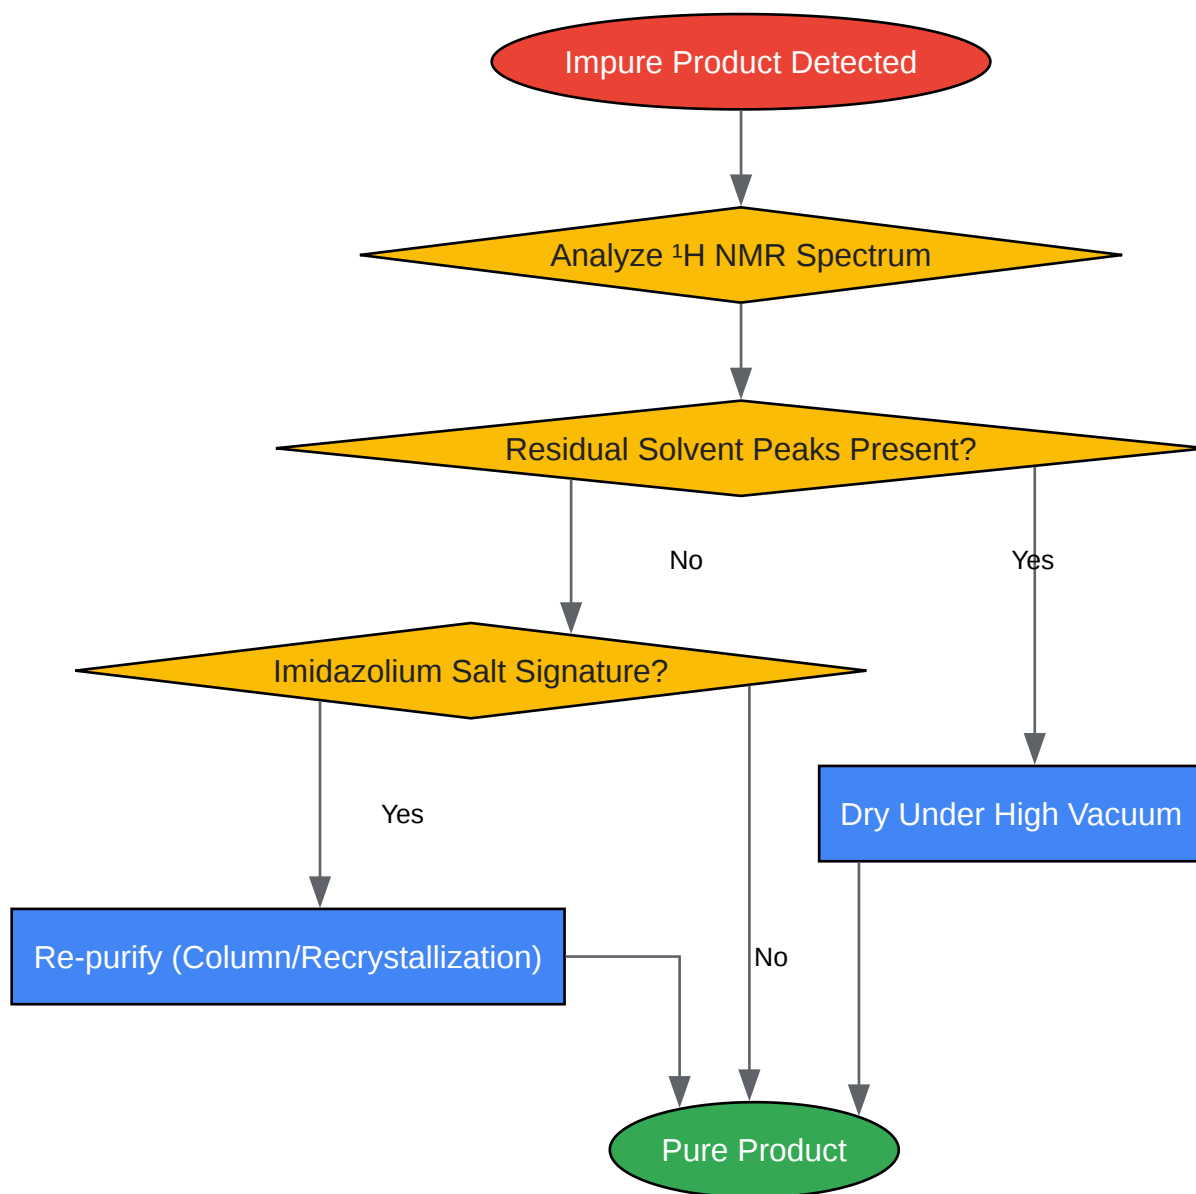 Impure Product Detected
Analyze ¹H NMR Spectrum
Residual Solvent Peaks Present?
No
Yes
Imidazolium Salt Signature?
Yes
Dry Under High Vacuum
Re-purify (Column/Recrystallization)
No
Pure Product